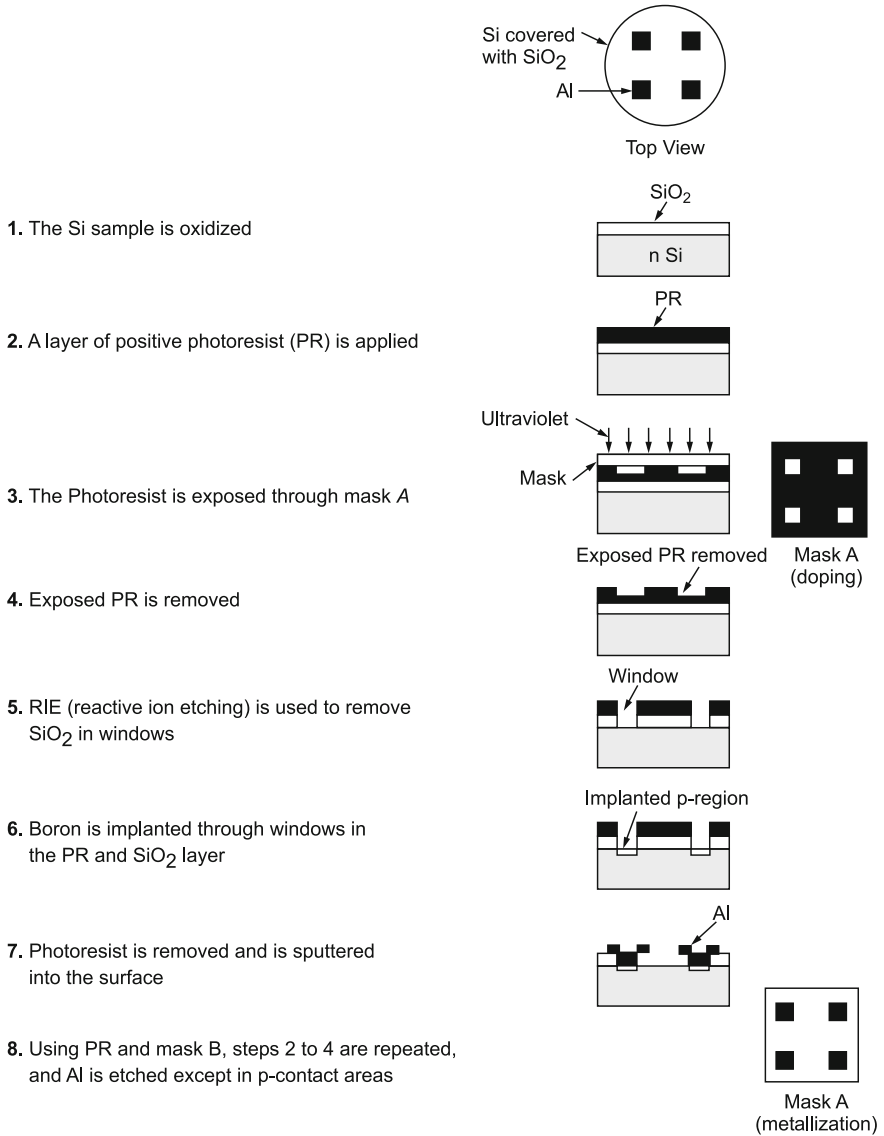 Si covered
with SiO2
Al
Top View
SiO2
1. The Si sample is oxidized
n Si
PR
2. A layer of positive photoresist (PR) is applied
Ultraviolet
Mask
3. The Photoresist is exposed through mask A
Mask A
(doping)
Exposed PR removed
4. Exposed PR is removed
Window
5. RIE (reactive ion etching) is used to remove
SiO2 in windows
Implanted p-region
6. Boron is implanted through windows in
the PR and SiO2 layer
Al
7. Photoresist is removed and is sputtered
into the surface
8. Using PR and mask B, steps 2 to 4 are repeated,
and Al is etched except in p-contact areas
Mask A
(metallization)